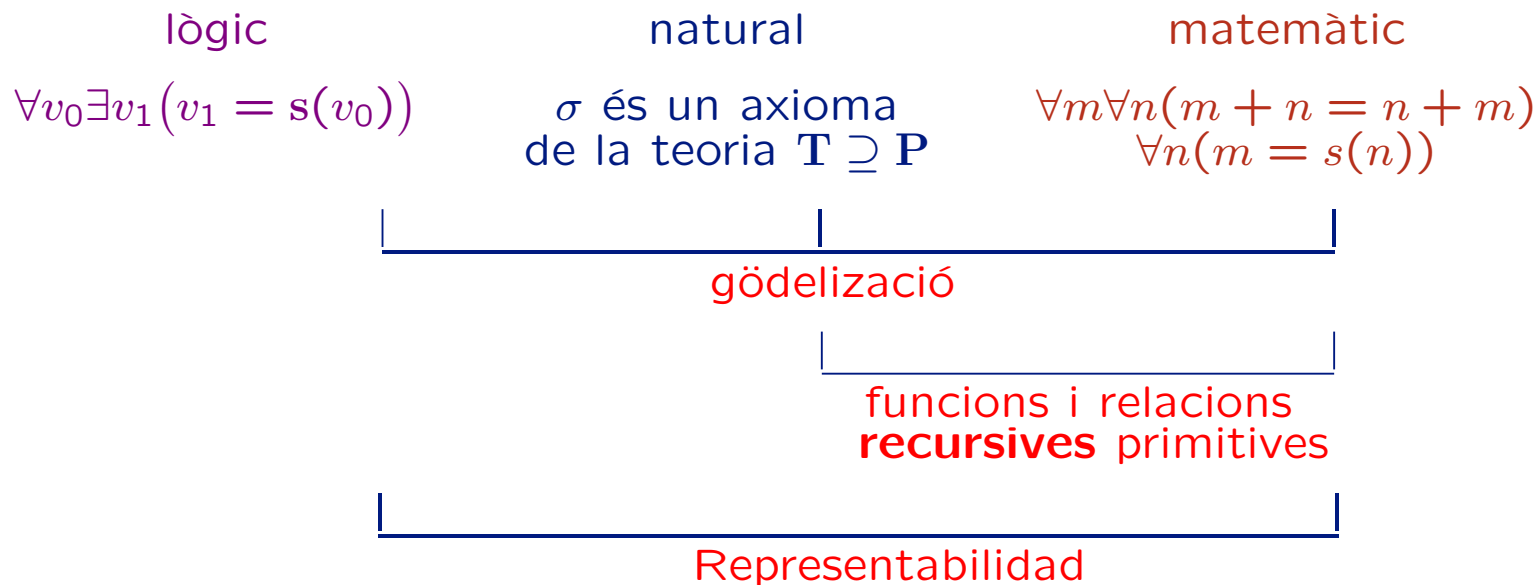 lògic natural matemàtic
∀v₀∃v₁(v₁ = s(v₀)) σ és un axioma ∀m∀n(m + n = n + m)
de la teoria T ⊇ P ∀n(m = s(n))
gödelizació
funcions i relacions
recursives primitives
Representabilidad